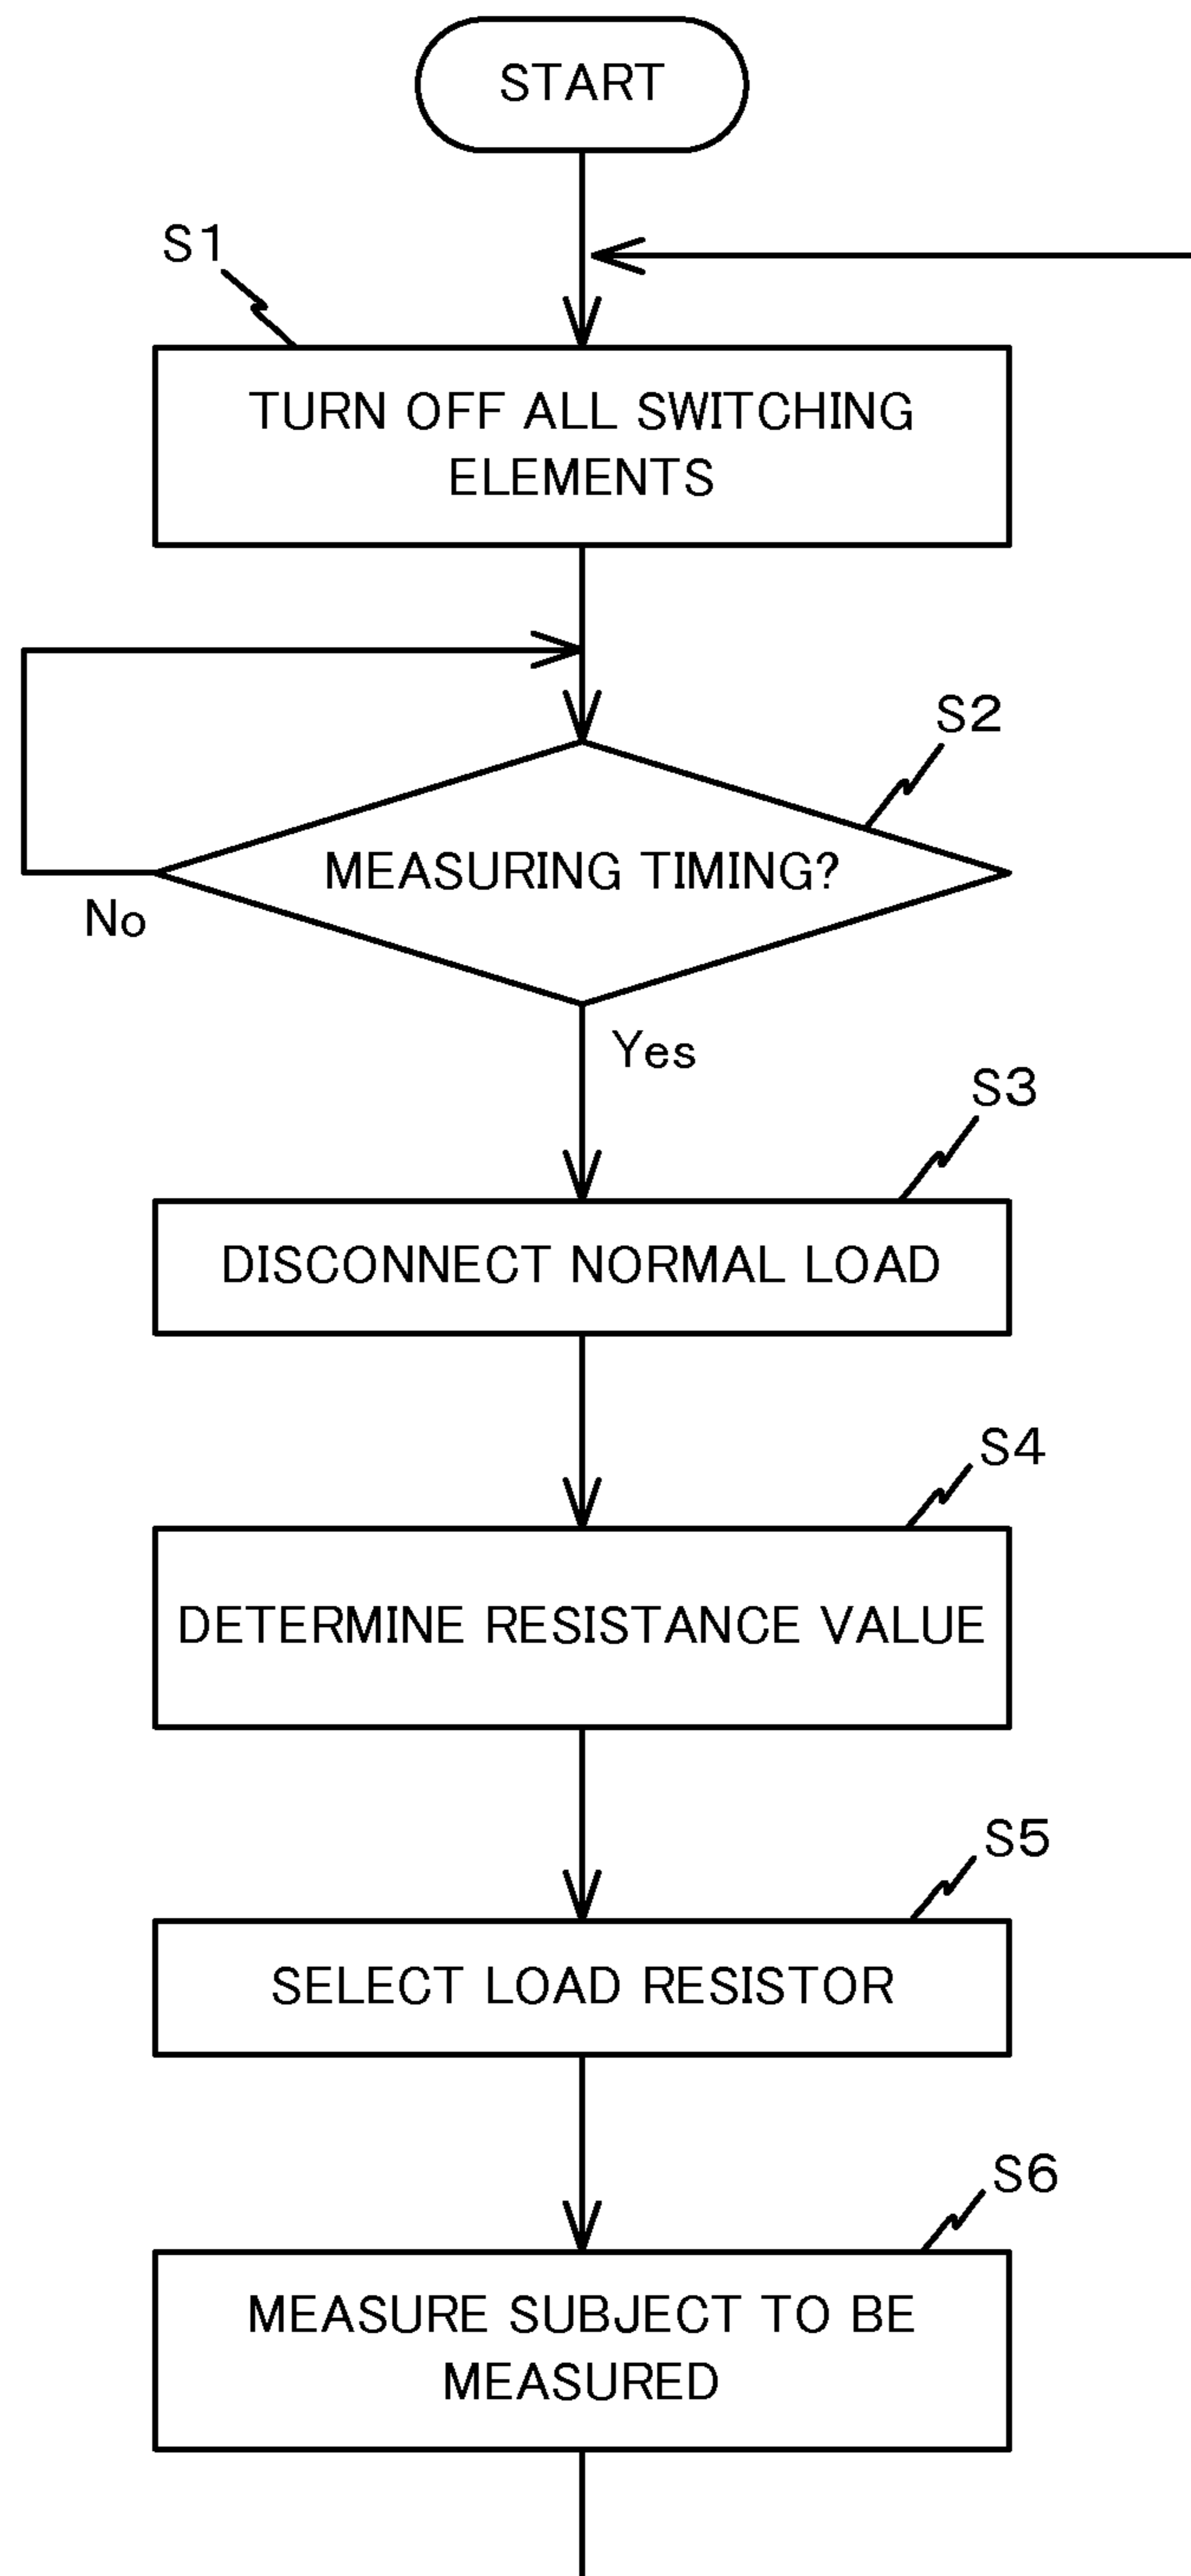 START
S1
TURN OFF ALL SWITCHING
ELEMENTS
S2
MEASURING TIMING?
No
Yes
S3
DISCONNECT NORMAL LOAD
S4
DETERMINE RESISTANCE VALUE
S5
SELECT LOAD RESISTOR
S6
MEASURE SUBJECT TO BE
MEASURED